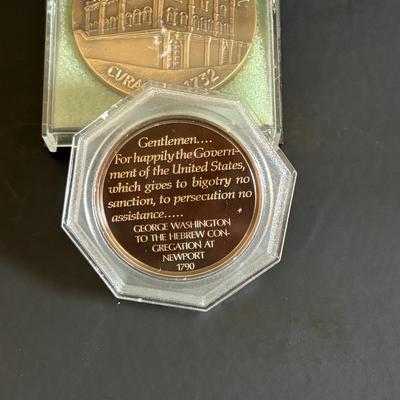 CURA 1732
Gentlemen....
For happily the Govern-
ment of the United States,
which gives to bigotry no
sanction, to persecution no
assistance.....
GEORGE WASHINGTON
TO THE HEBREW CON-
GREGATION AT
NEWPORT
1790